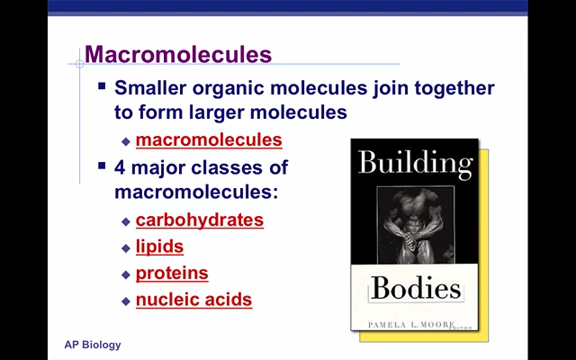 Macromolecules
Smaller organic molecules join together
to form larger molecules
macromolecules
4 major classes of
macromolecules:
carbohydrates
lipids
proteins
nucleic acids
Building
Bodies
PAMELA L. MOORE
EDITOR
AP Biology